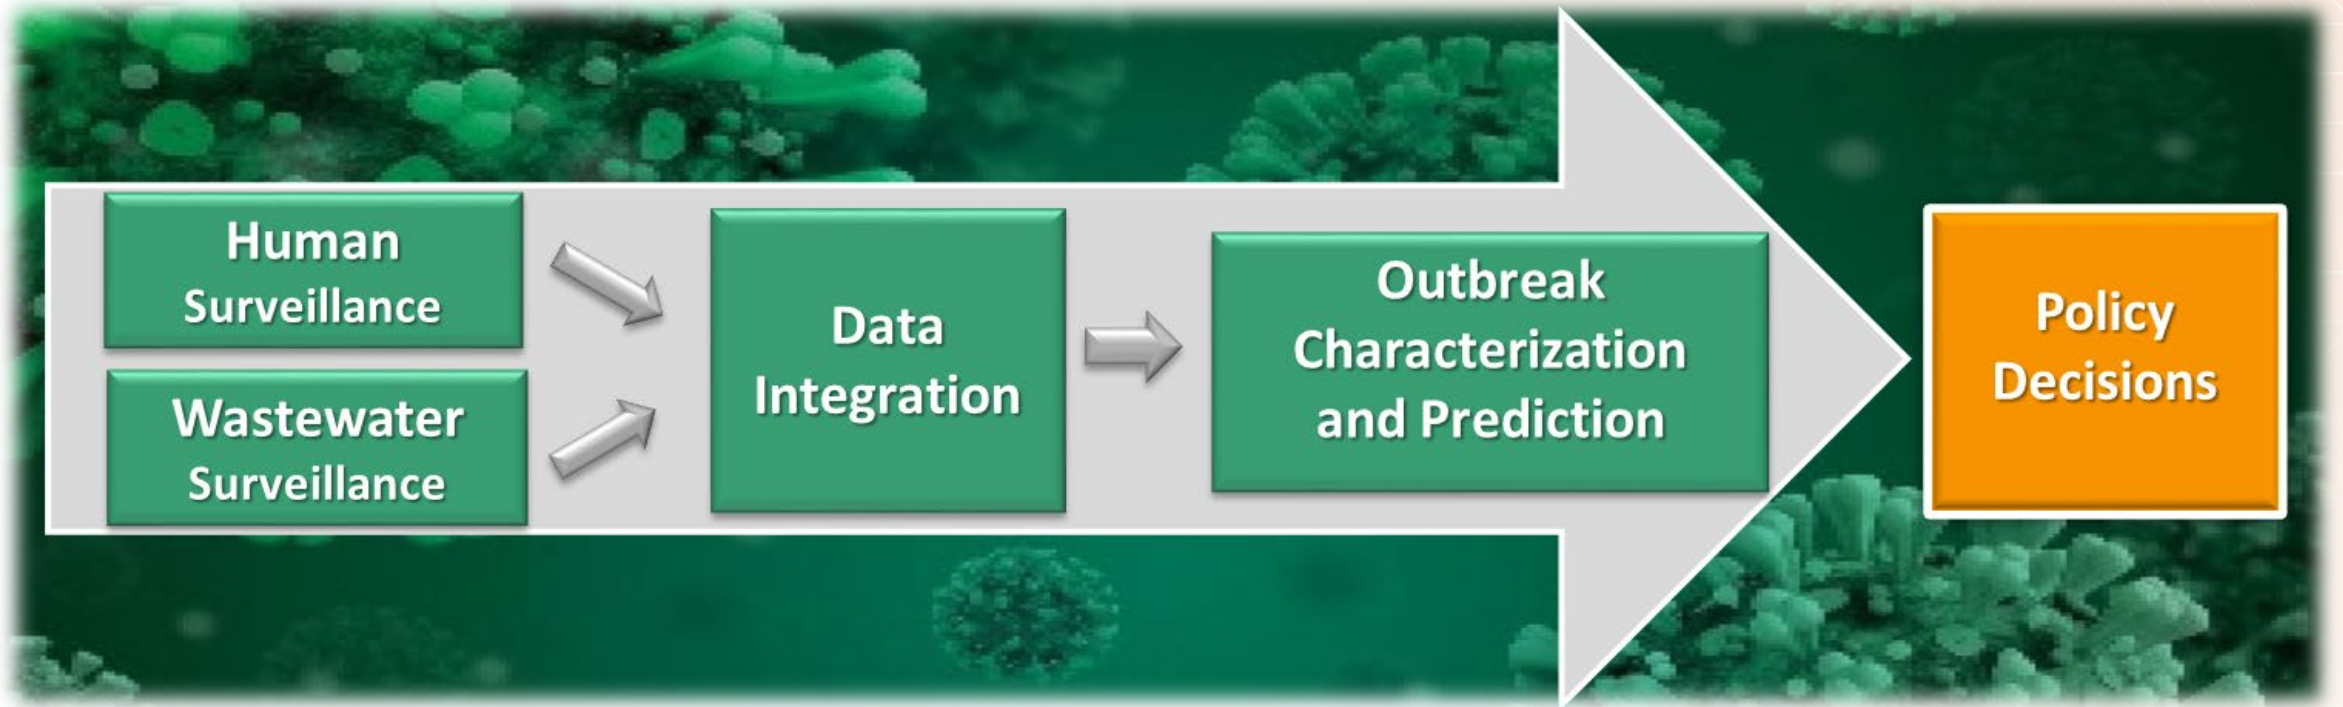 Human
Surveillance
Wastewater
Surveillance
Data
Integration
Outbreak
Characterization
and Prediction
Policy
Decisions